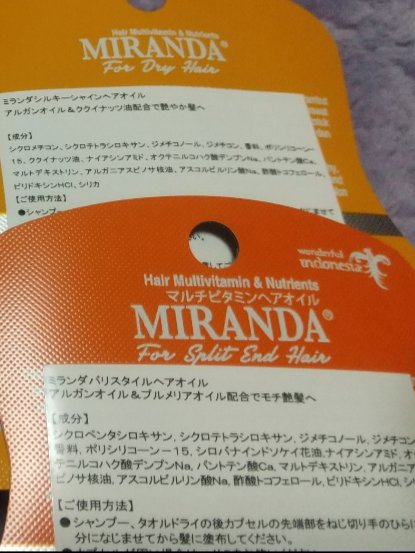 Hair Multivitamin & Nutrients
MIRANDA®
For Dry Hair
ミランダシルキーシャインヘアオイル
アルガンオイル＆ククイナッツ油配合で艶やか髪へ
【成分】
シクロメチコン、シクロテトラシロキサン、ジメチコノール、ジメチコン、香料、ポリシリコーン－
15、ククイナッツ油、ナイアシンアミド、オクテニルコハク酸デンプンNa、パントテン酸Ca、
マルトデキストリン、アルガニアスピノサ核油、アスコルビルリン酸Na、酢酸トコフェロール、
ピリドキシンHCl、シリカ
【ご使用方法】
●シャンプー、
wonderful
indonesia
Hair Multivitamin & Nutrients
マルチビタミンヘアオイル
MIRANDA®
For Split End Hair
ミランダバリスタイルヘアオイル
アルガンオイル＆プルメリアオイル配合でモチ艶髪へ
【成分】
シクロペンタシロキサン、シクロテトラシロキサン、ジメチコノール、ジメチコン
香料、ポリシリコーン－15、シロバナインドソケイ花油、ナイアシンアミド、オク
テニルコハク酸デンプンNa、パントテン酸Ca、マルトデキストリン、アルガニアス
ピノサ核油、アスコルビルリン酸Na、酢酸トコフェロール、ピリドキシンHCl、シ
【ご使用方法】
●シャンプー、タオルドライの後カプセルの先端部をねじ切り手のひらに
分になじませてから髪に塗布してください。